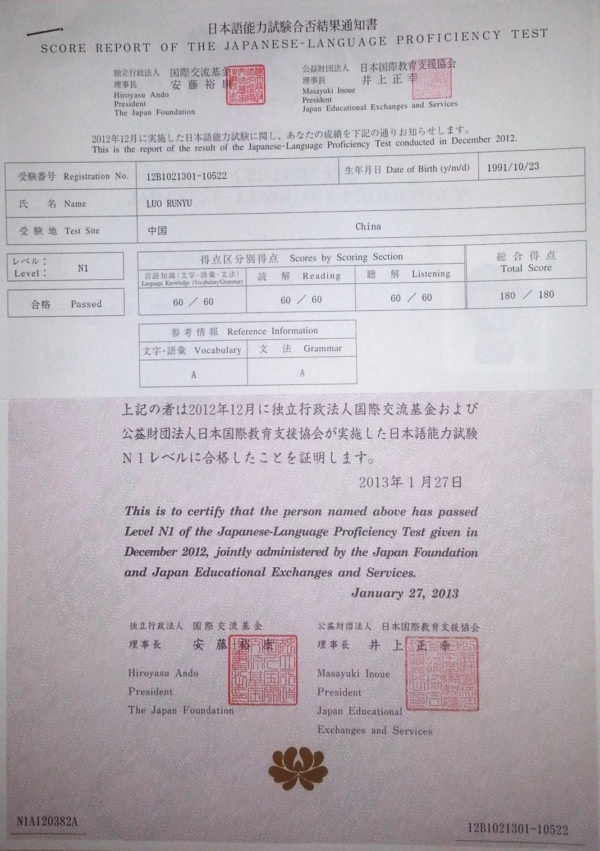 日本語能力試験合否結果通知書
SCORE REPORT OF THE JAPANESE-LANGUAGE PROFICIENCY TEST
独立行政法人 国際交流基金
理事長 安藤裕康
Hiroyasu Ando
President
The Japan Foundation
公益財団法人 日本国際教育支援協会
理事長 井上正幸
Masayuki Inoue
President
Japan Educational Exchanges and Services
2012年12月に実施した日本語能力試験に関し、あなたの成績を下記の通りお知らせします。
This is the report of the result of the Japanese-Language Proficiency Test conducted in December 2012.
受験番号 Registration No. 12B1021301-10522 生年月日 Date of Birth (y/m/d) 1991/10/23
氏 名 Name LUO RUNYU
受験地 Test Site 中国 China
レベル:
Level: N1
合格 Passed
得点区分別得点 Scores by Scoring Section
言語知識(文字・語彙・文法)
Language Knowledge (Vocabulary/Grammar)
読 解 Reading
聴 解 Listening
総合得点
Total Score
60 / 60 60 / 60 60 / 60 180 / 180
参考情報 Reference Information
文字・語彙 Vocabulary 文 法 Grammar
A A
上記の者は2012年12月に独立行政法人国際交流基金および
公益財団法人日本国際教育支援協会が実施した日本語能力試験
N1レベルに合格したことを証明します。
2013年1月27日
This is to certify that the person named above has passed
Level N1 of the Japanese-Language Proficiency Test given in
December 2012, jointly administered by the Japan Foundation
and Japan Educational Exchanges and Services.
January 27, 2013
独立行政法人 国際交流基金
理事長 安藤裕康
Hiroyasu Ando
President
The Japan Foundation
公益財団法人 日本国際教育支援協会
理事長 井上正幸
Masayuki Inoue
President
Japan Educational
Exchanges and Services
N1A120382A
12B1021301-10522